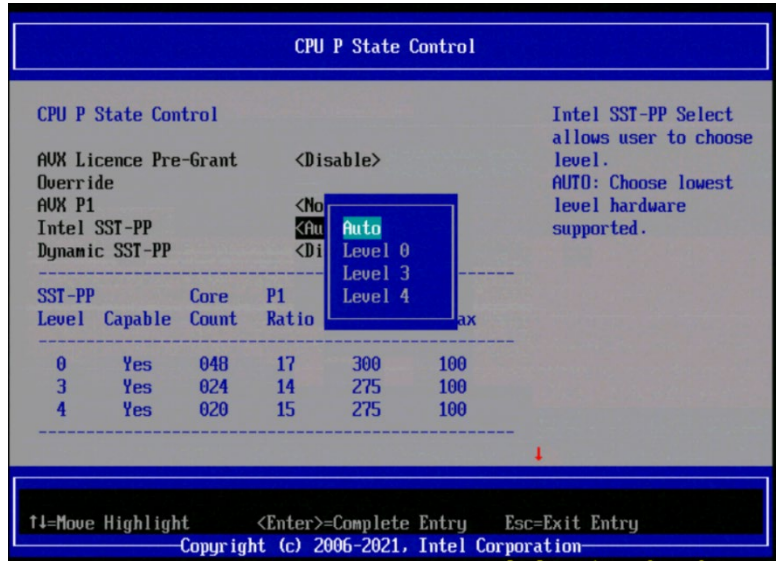 CPU P State Control
CPU P State Control
AVX Licence Pre-Grant <Disable>
Override
AVX P1 <No
Intel SST-PP <Au
Dynamic SST-PP <Di
Auto
Level 0
Level 3
Level 4
SST-PP Core P1
Level Capable Count Ratio ax
0 Yes 048 17 300 100
3 Yes 024 14 275 100
4 Yes 020 15 275 100
Intel SST-PP Select
allows user to choose
level.
AUTO: Choose lowest
level hardware
supported.
↑↓=Move Highlight <Enter>=Complete Entry Esc=Exit Entry
Copyright (c) 2006-2021, Intel Corporation